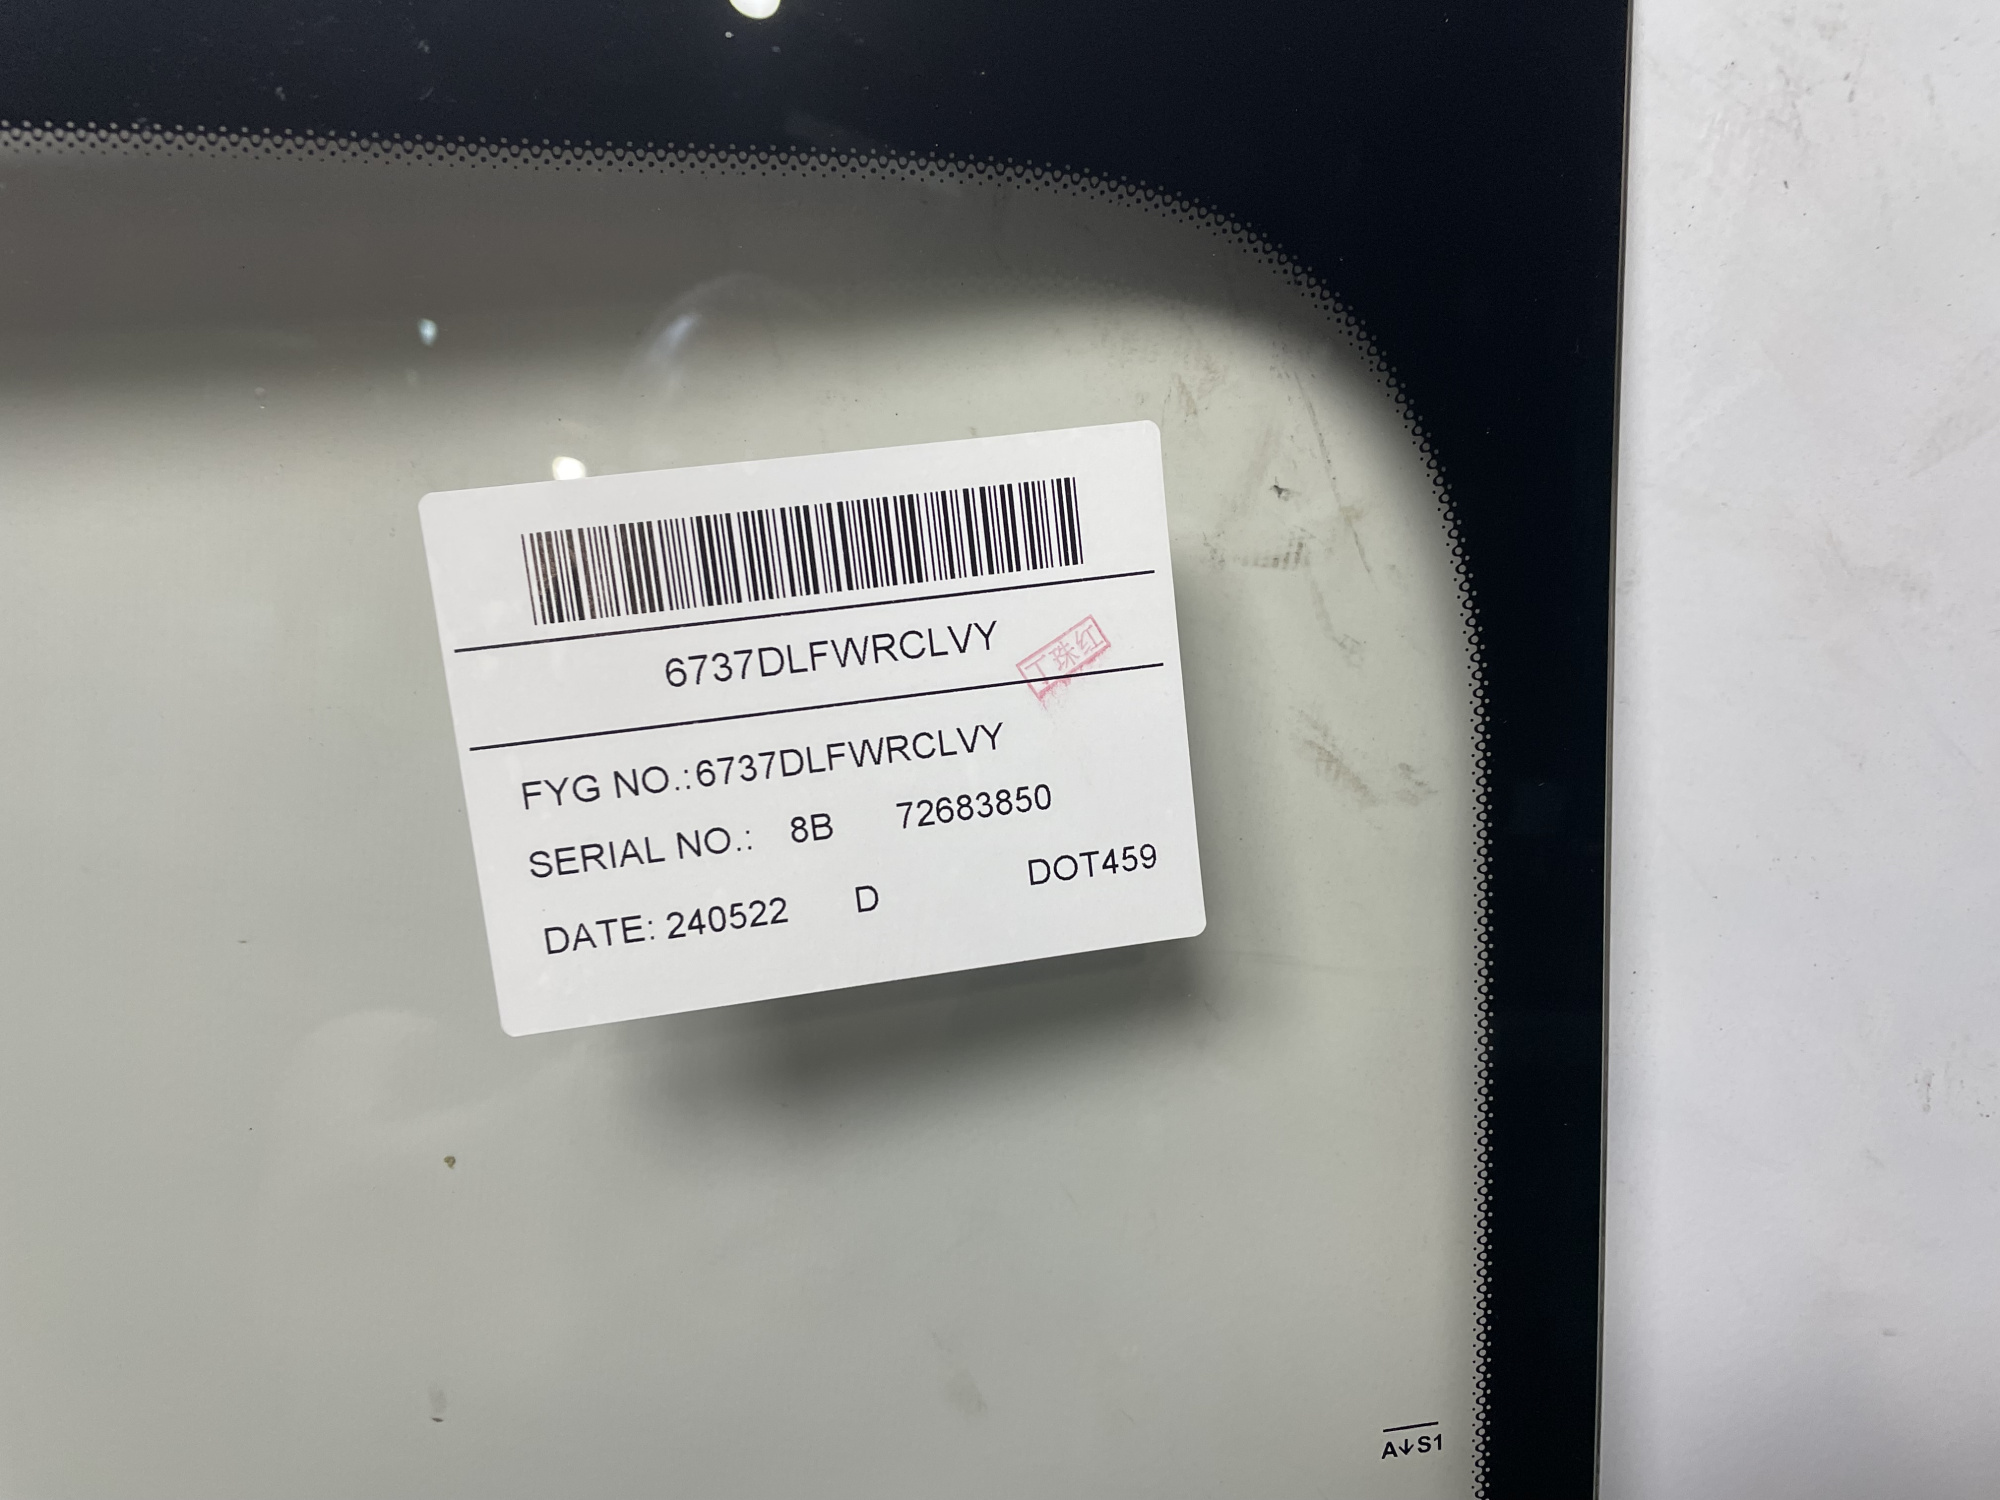 6737DLFWRCLVY
丁珠红
FYG NO.:6737DLFWRCLVY
SERIAL NO.: 8B 72683850
DATE: 240522 D DOT459
A↓S1